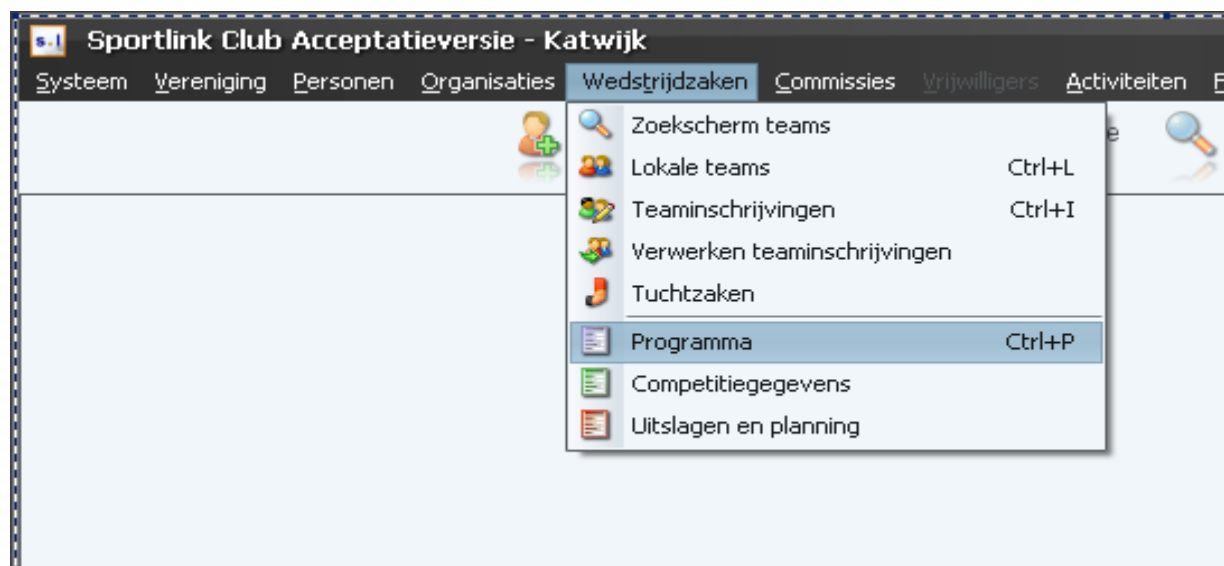 s-l Sportlink Club Acceptatieversie - Katwijk
Systeem Vereniging Personen Organisaties Wedstrijdzaken Commissies Vrijwilligers Activiteiten
Zoekscherm teams
Lokale teams Ctrl+L
Teaminschrijvingen Ctrl+I
Verwerken teaminschrijvingen
Tuchtzaken
Programma Ctrl+P
Competitiegegevens
Uitslagen en planning